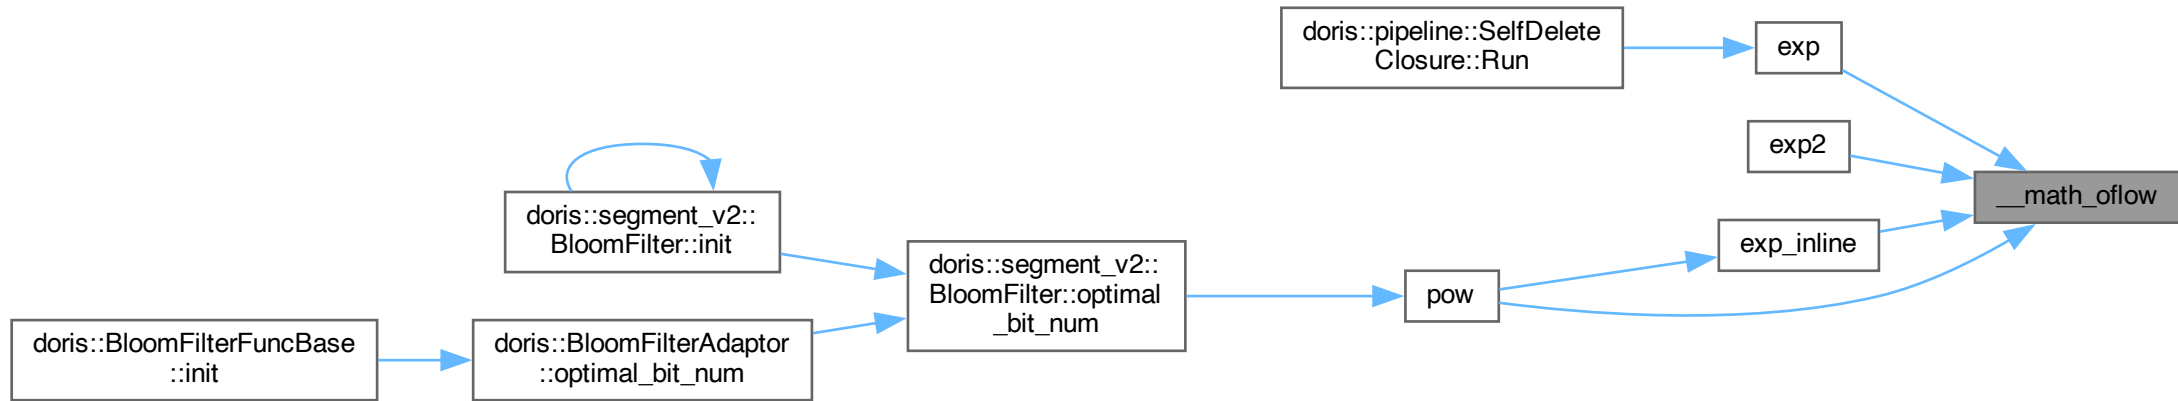 doris::pipeline::SelfDelete
Closure::Run
exp
exp2
__math_oflow
doris::segment_v2::
BloomFilter::init
exp_inline
doris::segment_v2::
BloomFilter::optimal
_bit_num
pow
doris::BloomFilterFuncBase
::init
doris::BloomFilterAdaptor
::optimal_bit_num